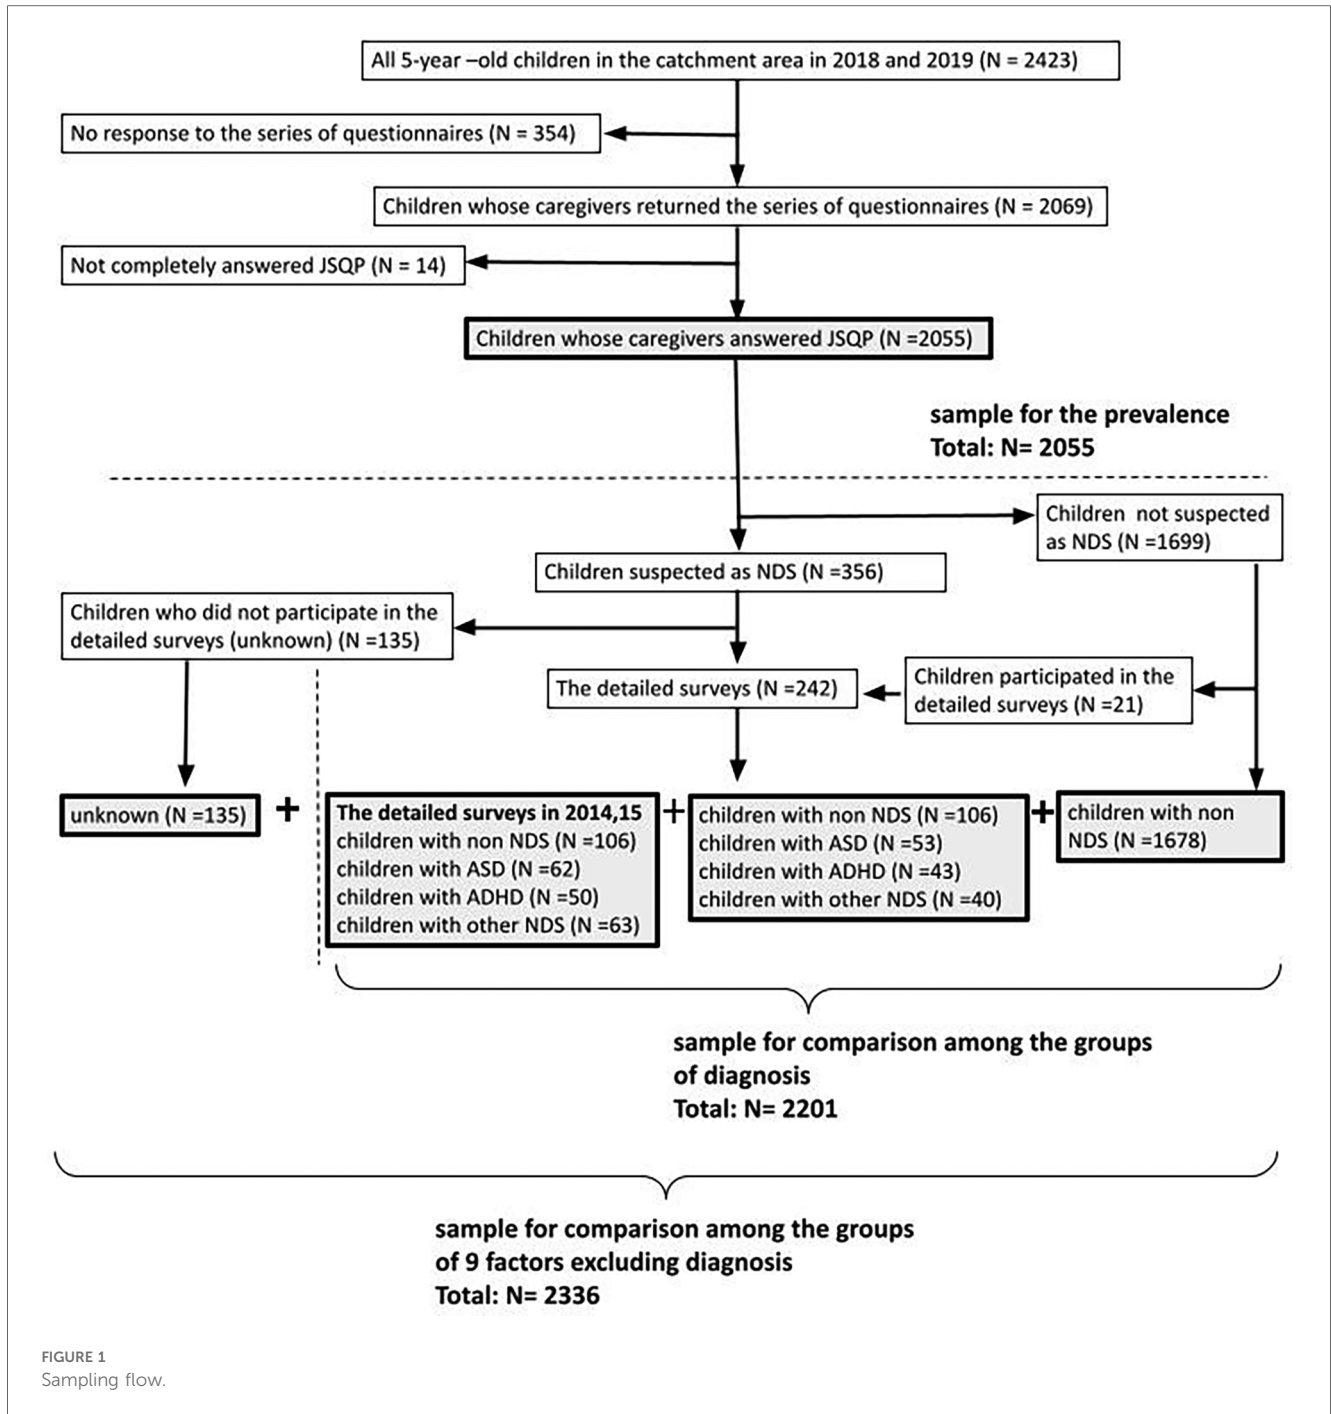 All 5-year –old children in the catchment area in 2018 and 2019 (N = 2423)
No response to the series of questionnaires (N = 354)
Children whose caregivers returned the series of questionnaires (N = 2069)
Not completely answered JSQP (N = 14)
Children whose caregivers answered JSQP (N =2055)
sample for the prevalence
Total: N= 2055
Children not suspected
as NDS (N =1699)
Children suspected as NDS (N =356)
Children who did not participate in the
detailed surveys (unknown) (N =135)
The detailed surveys (N =242)
Children participated in the
detailed surveys (N =21)
unknown (N =135)
+
The detailed surveys in 2014,15
children with non NDS (N =106)
children with ASD (N =62)
children with ADHD (N =50)
children with other NDS (N =63)
+
children with non NDS (N =106)
children with ASD (N =53)
children with ADHD (N =43)
children with other NDS (N =40)
+
children with non
NDS (N =1678)
sample for comparison among the groups
of diagnosis
Total: N= 2201
sample for comparison among the groups
of 9 factors excluding diagnosis
Total: N= 2336
FIGURE 1
Sampling flow.